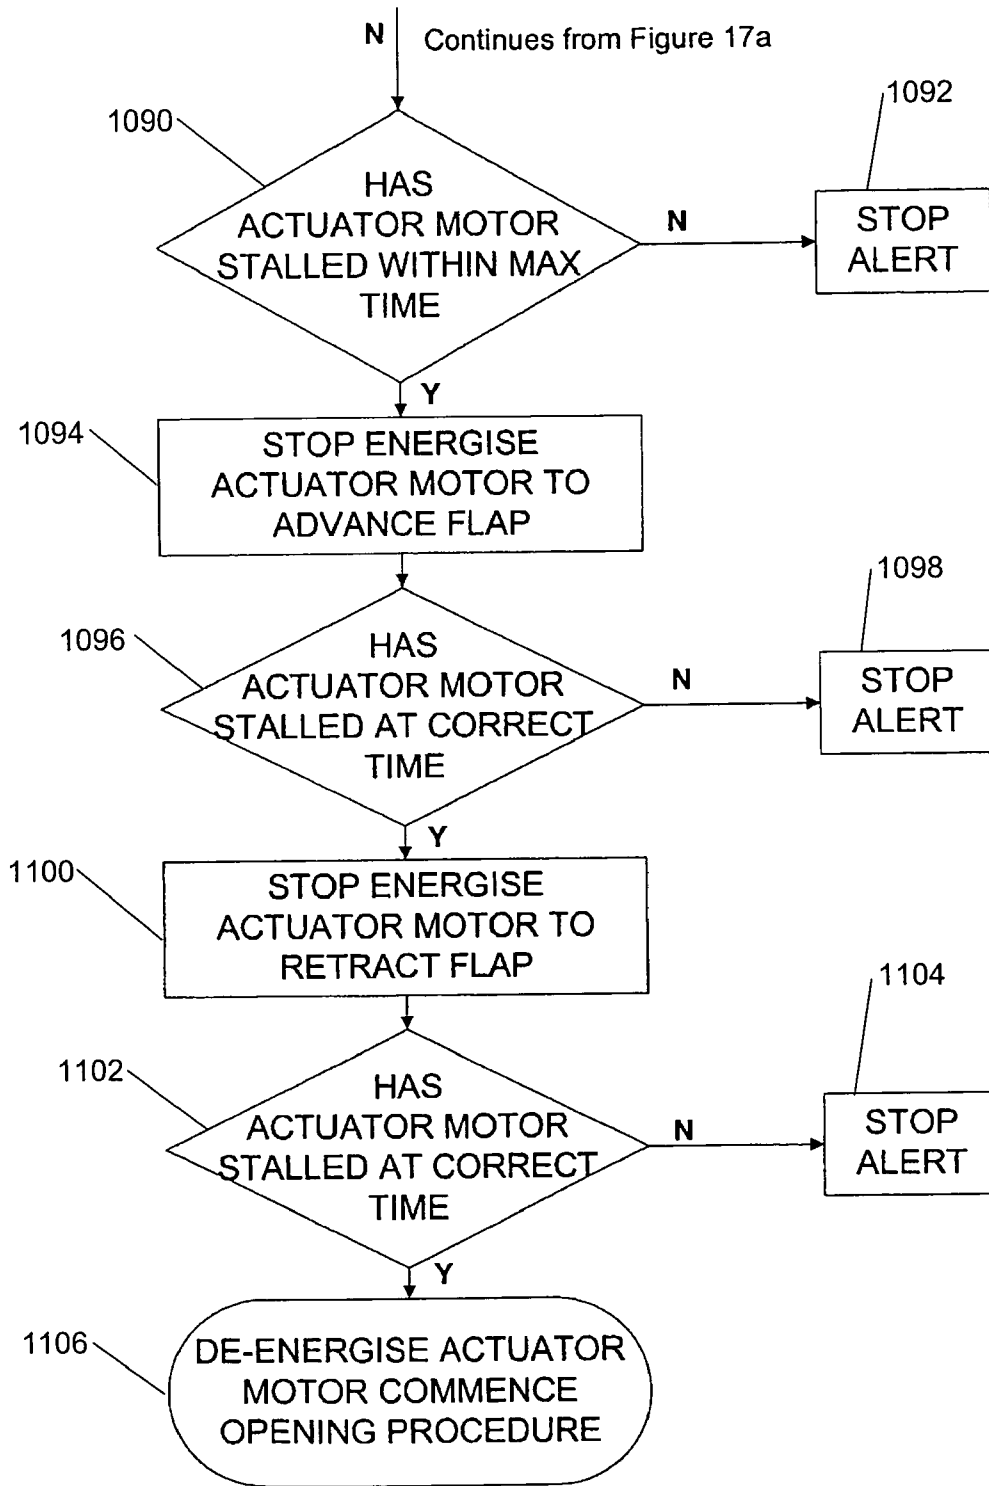 N
Continues from Figure 17a
1090
1092
HAS
ACTUATOR MOTOR
STALLED WITHIN MAX
TIME
N
STOP
ALERT
Y
1094
STOP ENERGISE
ACTUATOR MOTOR TO
ADVANCE FLAP
1096
1098
HAS
ACTUATOR MOTOR
STALLED AT CORRECT
TIME
N
STOP
ALERT
Y
1100
STOP ENERGISE
ACTUATOR MOTOR TO
RETRACT FLAP
1102
1104
HAS
ACTUATOR MOTOR
STALLED AT CORRECT
TIME
N
STOP
ALERT
Y
1106
DE-ENERGISE ACTUATOR
MOTOR COMMENCE
OPENING PROCEDURE